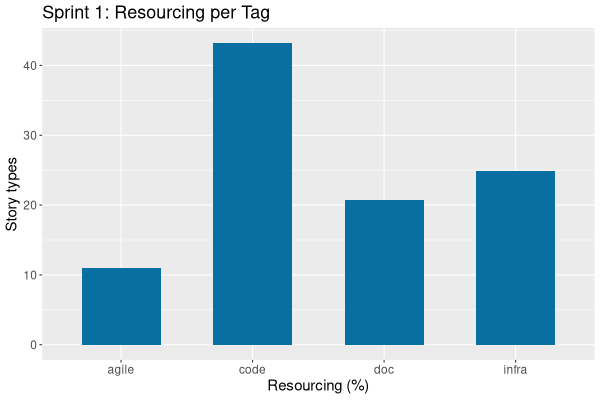 Sprint 1: Resourcing per Tag
Story types
40
30
20
10
0
agile code doc infra
Resourcing (%)